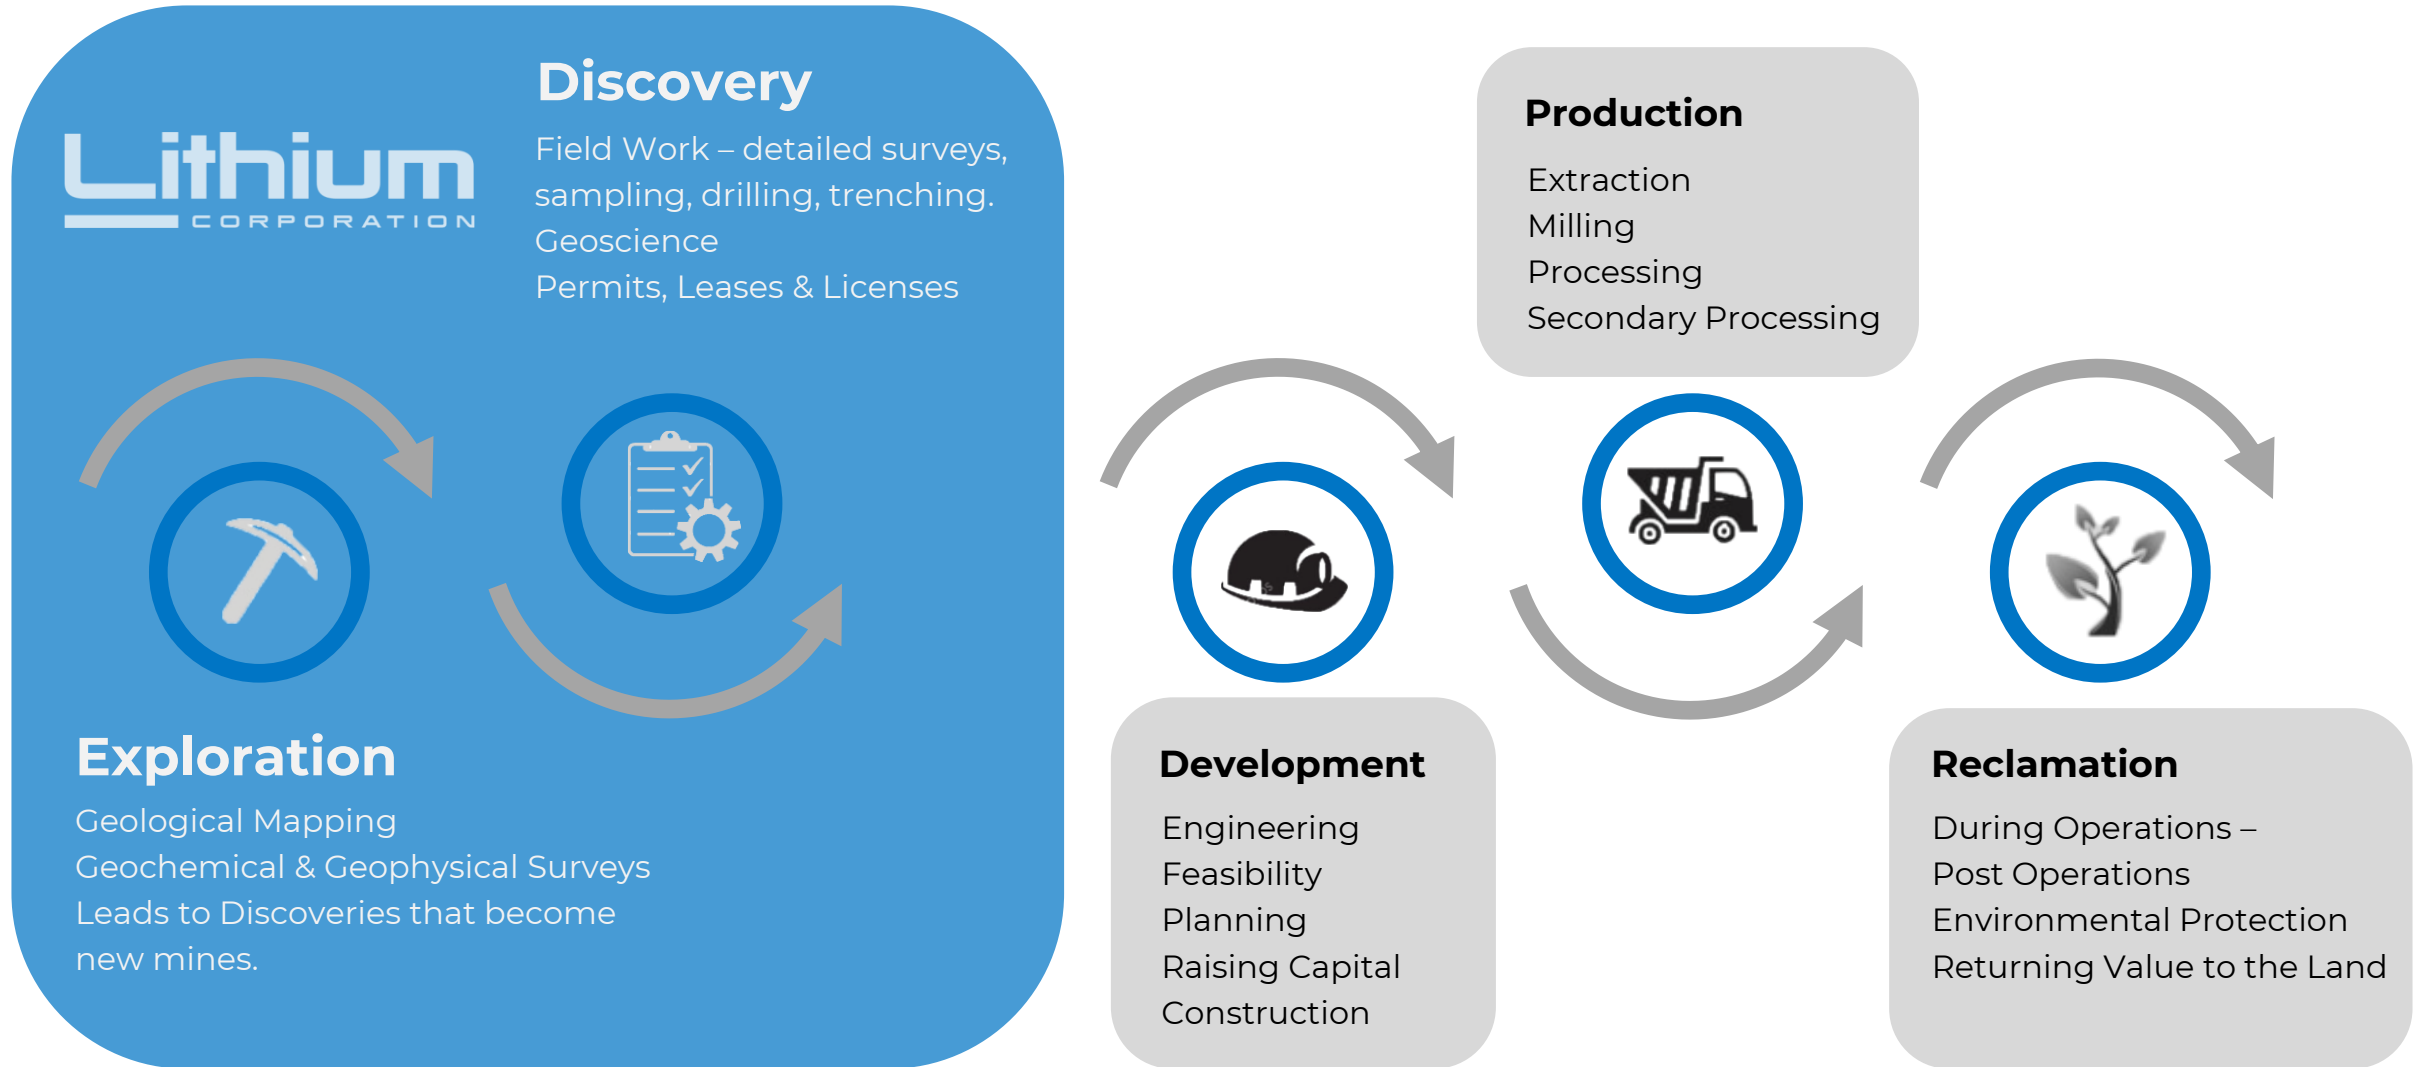 Lithium
CORPORATION
Discovery
Field Work – detailed surveys,
sampling, drilling, trenching.
Geoscience
Permits, Leases & Licenses
Exploration
Geological Mapping
Geochemical & Geophysical Surveys
Leads to Discoveries that become
new mines.
Development
Engineering
Feasibility
Planning
Raising Capital
Construction
Production
Extraction
Milling
Processing
Secondary Processing
Reclamation
During Operations –
Post Operations
Environmental Protection
Returning Value to the Land